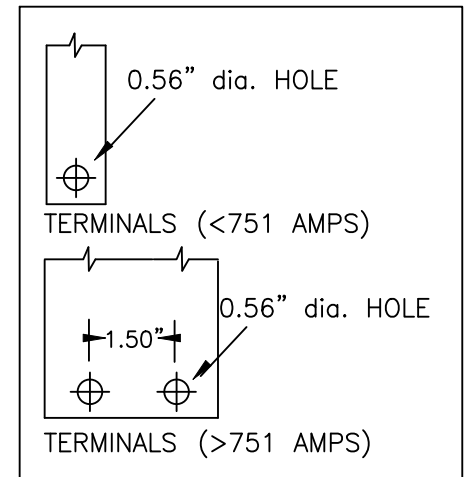 0.56" dia. HOLE
TERMINALS (<751 AMPS)
0.56" dia. HOLE
1.50"
TERMINALS (>751 AMPS)